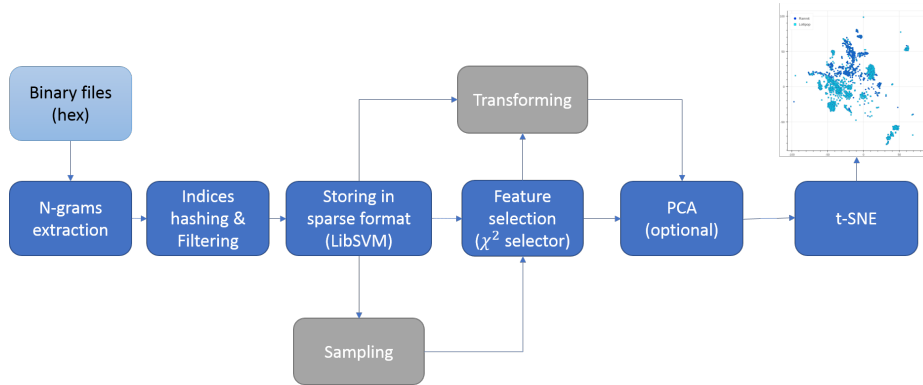 Binary files
(hex)
Transforming
N-grams
extraction
Indices
hashing &
Filtering
Storing in
sparse format
(LibSVM)
Feature
selection
(χ² selector)
PCA
(optional)
t-SNE
Sampling